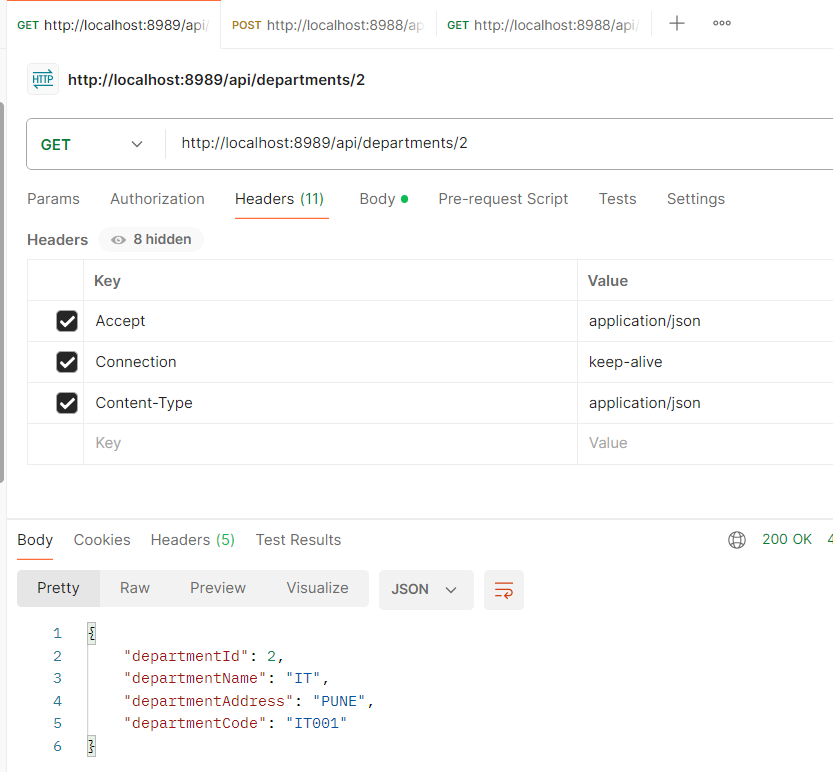 GET http://localhost:8989/api/ POST http://localhost:8988/ap GET http://localhost:8988/api/
HTTP http://localhost:8989/api/departments/2
GET http://localhost:8989/api/departments/2
Params Authorization Headers (11) Body Pre-request Script Tests Settings
Headers 8 hidden
Key Value
Accept application/json
Connection keep-alive
Content-Type application/json
Key Value
Body Cookies Headers (5) Test Results 200 OK 4
Pretty Raw Preview Visualize JSON
1 {
2 "departmentId": 2,
3 "departmentName": "IT",
4 "departmentAddress": "PUNE",
5 "departmentCode": "IT001"
6 }